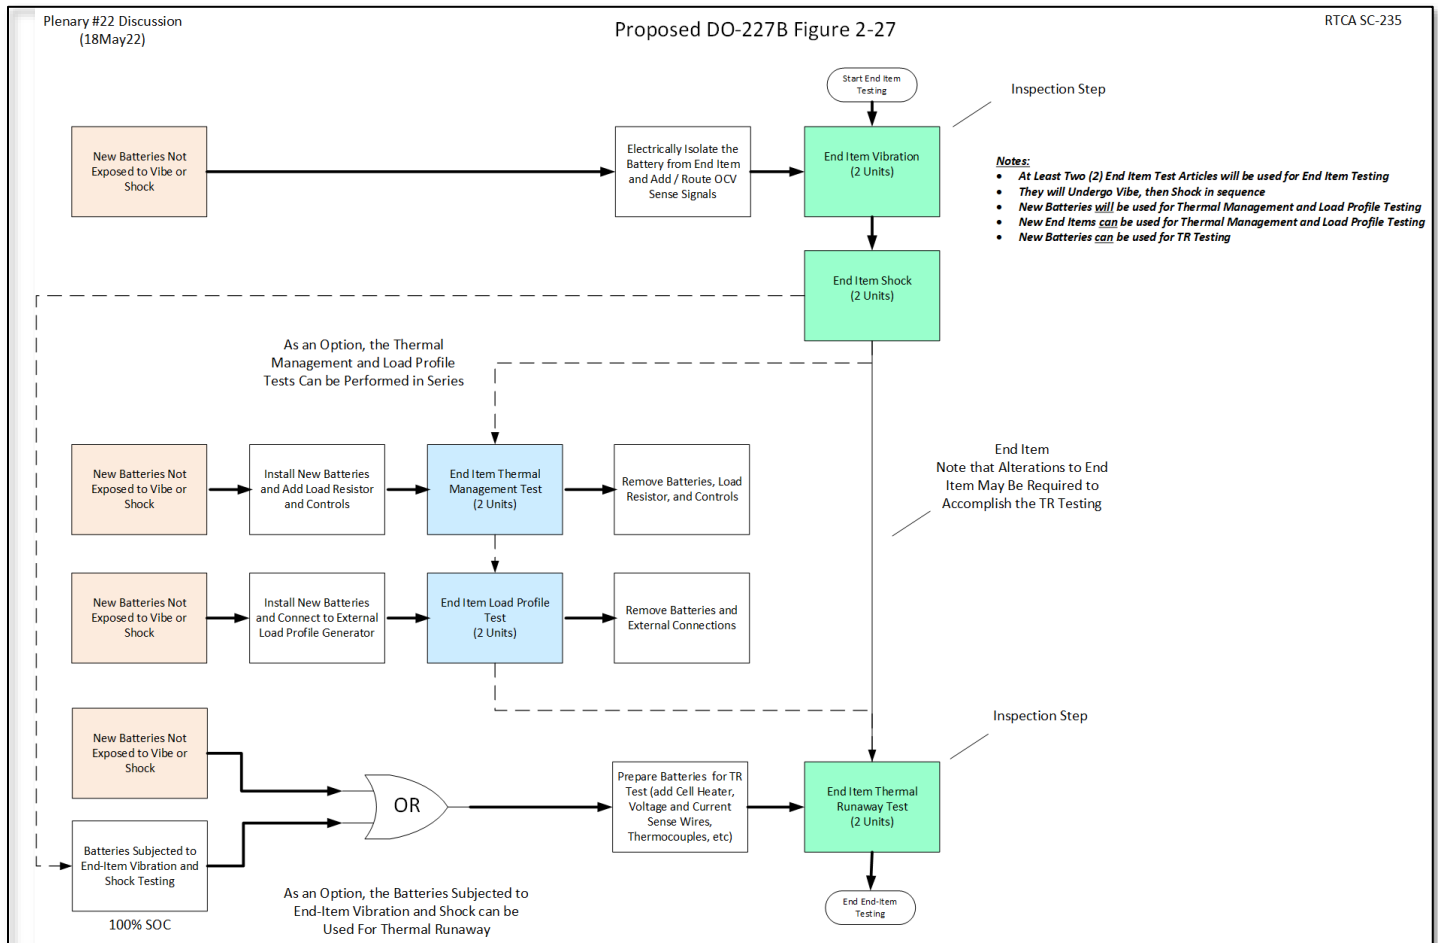 Plenary #22 Discussion
(18May22)
Proposed DO-227B Figure 2-27
RTCA SC-235
Start End Item
Testing
Inspection Step
New Batteries Not
Exposed to Vibe or
Shock
Electrically Isolate the
Battery from End Item
and Add / Route OCV
Sense Signals
End Item Vibration
(2 Units)
Notes:
• At Least Two (2) End Item Test Articles will be used for End Item Testing
• They will Undergo Vibe, then Shock in sequence
• New Batteries will be used for Thermal Management and Load Profile Testing
• New End Items can be used for Thermal Management and Load Profile Testing
• New Batteries can be used for TR Testing
End Item Shock
(2 Units)
As an Option, the Thermal
Management and Load Profile
Tests Can be Performed in Series
New Batteries Not
Exposed to Vibe or
Shock
Install New Batteries
and Add Load Resistor
and Controls
End Item Thermal
Management Test
(2 Units)
Remove Batteries, Load
Resistor, and Controls
End Item
Note that Alterations to End
Item May Be Required to
Accomplish the TR Testing
New Batteries Not
Exposed to Vibe or
Shock
Install New Batteries
and Connect to External
Load Profile Generator
End Item Load Profile
Test
(2 Units)
Remove Batteries and
External Connections
New Batteries Not
Exposed to Vibe or
Shock
Inspection Step
OR
Prepare Batteries for TR
Test (add Cell Heater,
Voltage and Current
Sense Wires,
Thermocouples, etc)
End Item Thermal
Runaway Test
(2 Units)
Batteries Subjected to
End-Item Vibration and
Shock Testing
100% SOC
As an Option, the Batteries Subjected to
End-Item Vibration and Shock can be
Used For Thermal Runaway
End End-Item
Testing